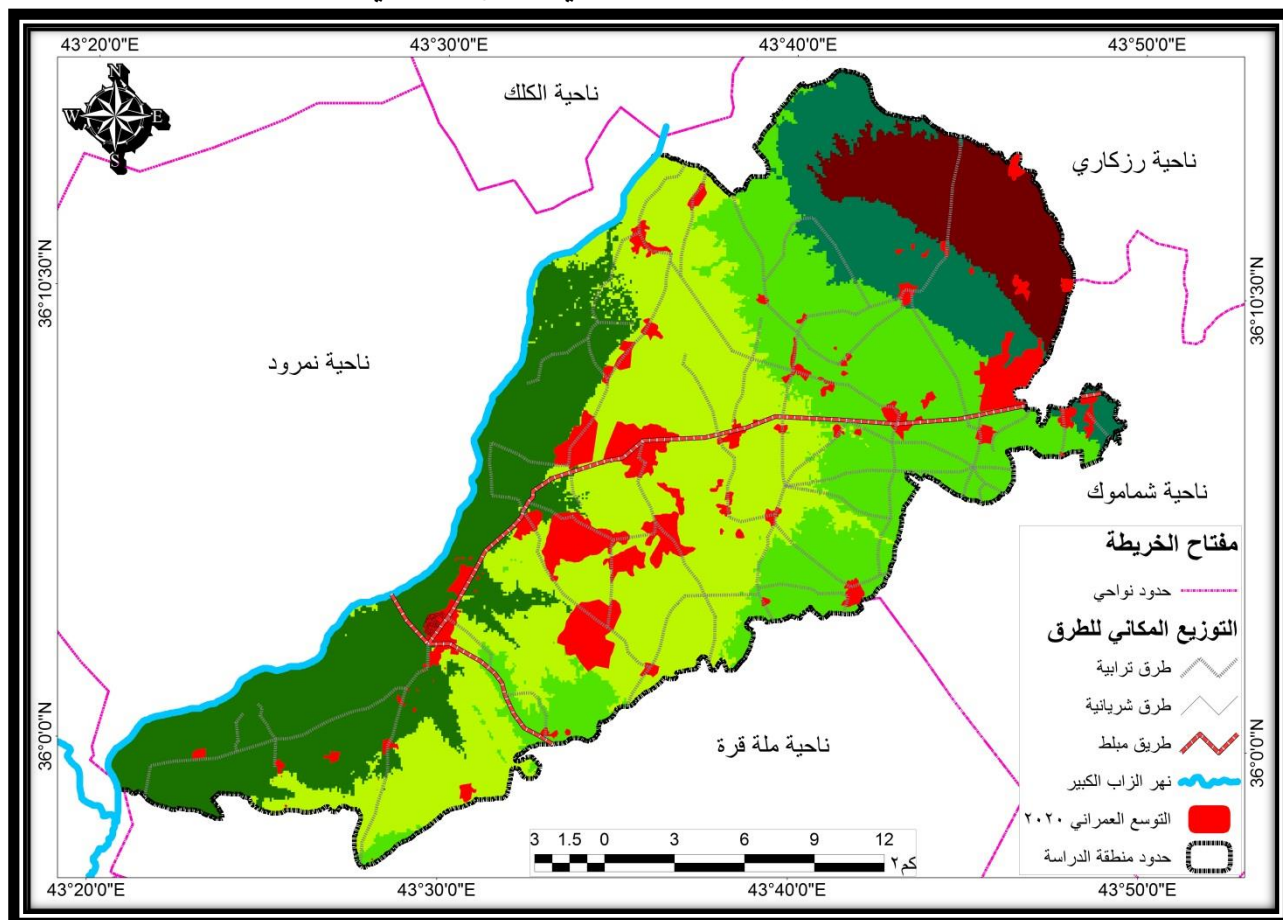 43°20'0"E 43°30'0"E 43°40'0"E 43°50'0"E
N
W E
S
ناحية الكلك
ناحية رزكاري
36°10'30"N
36°10'30"N
ناحية نمرود
ناحية شماموك
مفتاح الخريطة
حدود نواحي
التوزيع المكاني للطرق
طرق ترابية
طرق شريانية
طريق مبلط
نهر الزاب الكبير
التوسع العمراني ٢٠٢٠
حدود منطقة الدراسة
ناحية ملة قرة
36°0'0"N
36°0'0"N
3 1.5 0 3 6 9 12
كم٢
43°20'0"E 43°30'0"E 43°40'0"E 43°50'0"E